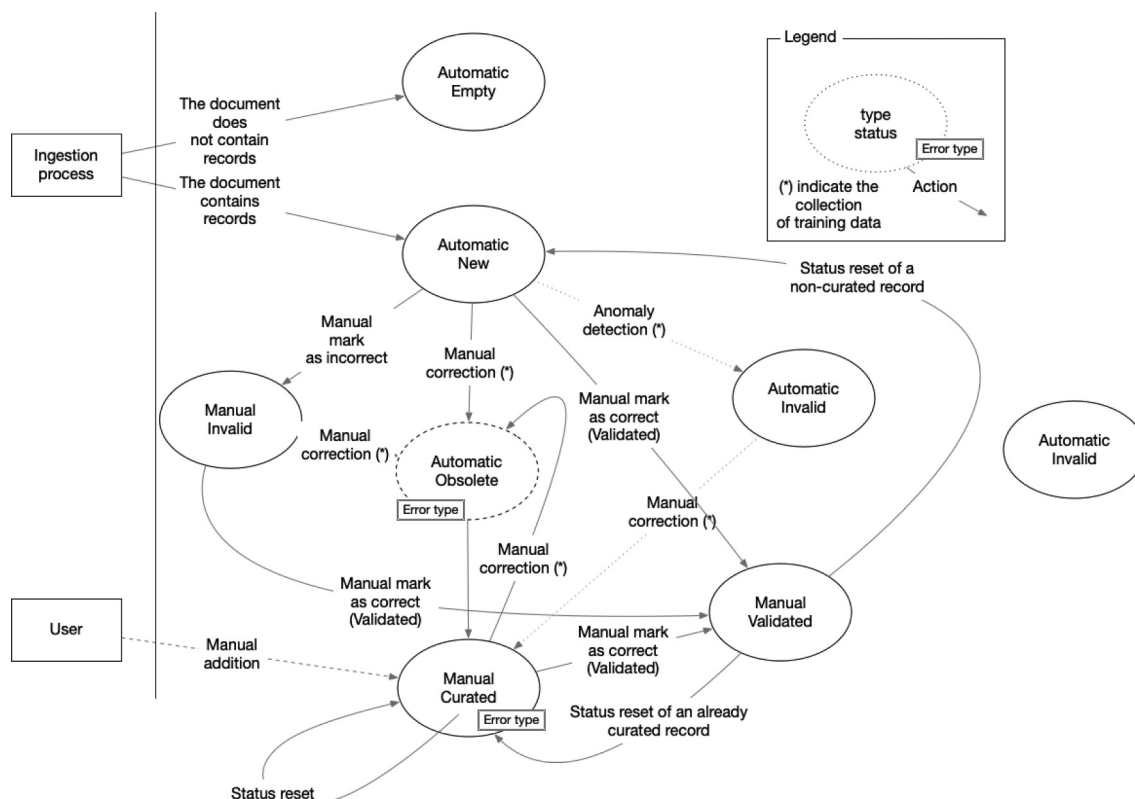 Automatic
Empty
Legend
type
status
Error type
(*) indicate the
collection
of training data
Action
The document
does
not contain
records
Ingestion
process
The document
contains
records
Automatic
New
Status reset of a
non-curated record
Manual
mark
as incorrect
Anomaly
detection (*)
Manual
correction (*)
Manual mark
as correct
(Validated)
Automatic
Invalid
Manual
Invalid
Manual
correction (*)
Automatic
Obsolete
Error type
Automatic
Invalid
Manual
correction (*)
Manual
correction (*)
Manual mark
as correct
(Validated)
User
Manual
addition
Manual
Validated
Manual mark
as correct
(Validated)
Manual
Curated
Error type
Status reset of an already
curated record
Status reset